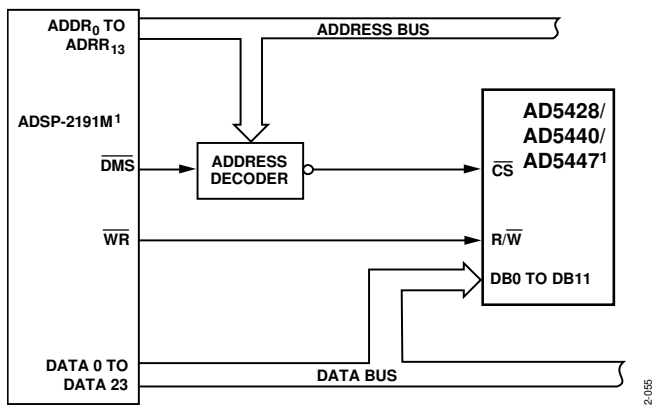 ADDR0 TO
ADRR13
ADDRESS BUS
ADSP-2191M1
AD5428/
AD5440/
AD54471
DMS
ADDRESS
DECODER
CS
WR
R/W
DB0 TO DB11
DATA 0 TO
DATA 23
DATA BUS
2-055